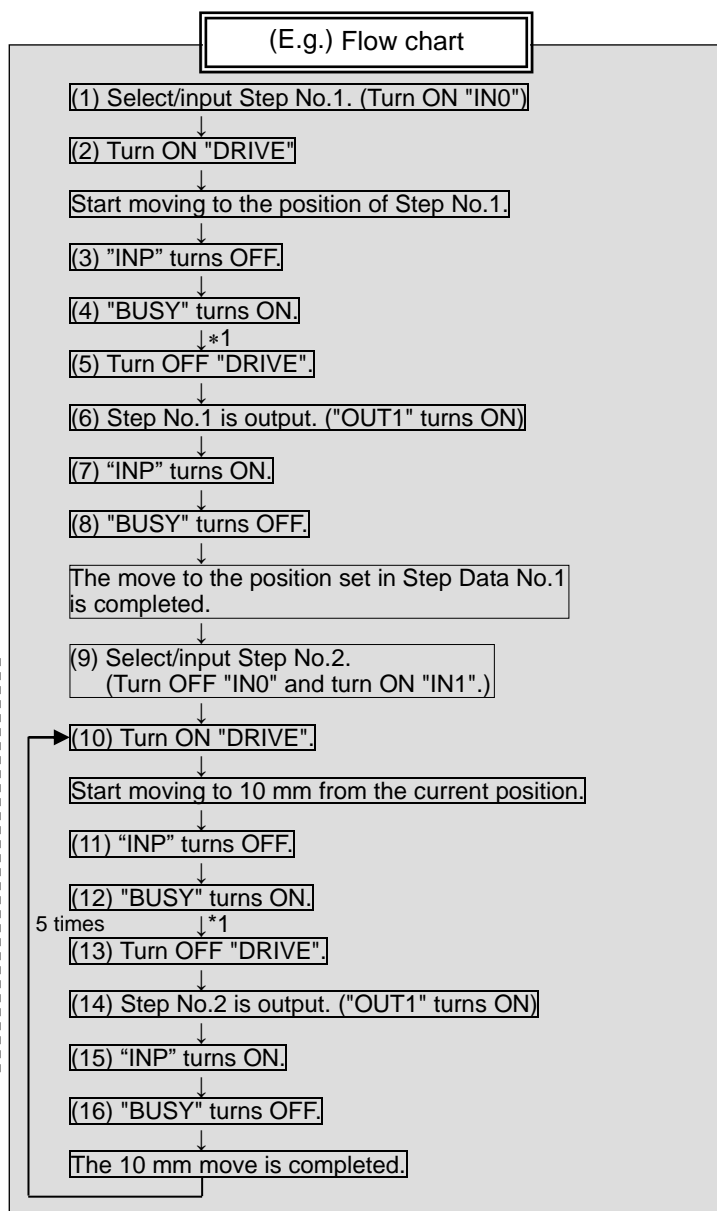 (E.g.) Flow chart
(1) Select/input Step No.1. (Turn ON "IN0")
↓
(2) Turn ON "DRIVE"
↓
Start moving to the position of Step No.1.
↓
(3) ”INP” turns OFF.
↓
(4) "BUSY" turns ON.
↓*1
(5) Turn OFF "DRIVE".
↓
(6) Step No.1 is output. ("OUT1" turns ON)
↓
(7) “INP” turns ON.
↓
(8) "BUSY" turns OFF.
↓
The move to the position set in Step Data No.1
is completed.
↓
(9) Select/input Step No.2.
(Turn OFF "IN0" and turn ON "IN1".)
↓
(10) Turn ON "DRIVE".
↓
Start moving to 10 mm from the current position.
↓
(11) “INP” turns OFF.
↓
(12) "BUSY" turns ON.
5 times ↓*1
(13) Turn OFF "DRIVE".
↓
(14) Step No.2 is output. ("OUT1" turns ON)
↓
(15) “INP” turns ON.
↓
(16) "BUSY" turns OFF.
↓
The 10 mm move is completed.